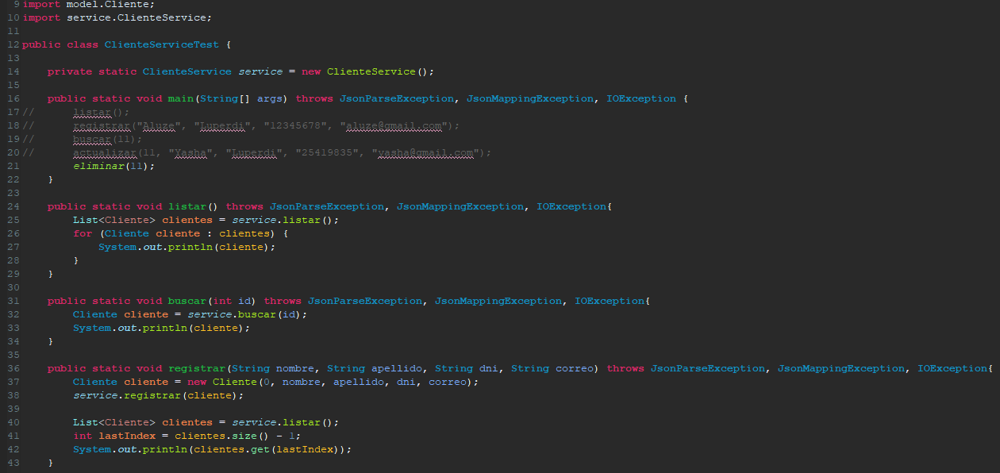 9 import model.Cliente;
10 import service.ClienteService;
11
12 public class ClienteServiceTest {
13
14     private static ClienteService service = new ClienteService();
15
16     public static void main(String[] args) throws JsonParseException, JsonMappingException, IOException {
17 //      listar();
18 //      registrar("Aluze", "Luperdi", "12345678", "aluze@gmail.com");
19 //      buscar(11);
20 //      actualizar(11, "Yasha", "Luperdi", "25419835", "yasha@gmail.com");
21         eliminar(11);
22     }
23
24     public static void listar() throws JsonParseException, JsonMappingException, IOException{
25         List<Cliente> clientes = service.listar();
26         for (Cliente cliente : clientes) {
27             System.out.println(cliente);
28         }
29     }
30
31     public static void buscar(int id) throws JsonParseException, JsonMappingException, IOException{
32         Cliente cliente = service.buscar(id);
33         System.out.println(cliente);
34     }
35
36     public static void registrar(String nombre, String apellido, String dni, String correo) throws JsonParseException, JsonMappingException, IOException{
37         Cliente cliente = new Cliente(0, nombre, apellido, dni, correo);
38         service.registrar(cliente);
39
40         List<Cliente> clientes = service.listar();
41         int lastIndex = clientes.size() - 1;
42         System.out.println(clientes.get(lastIndex));
43     }